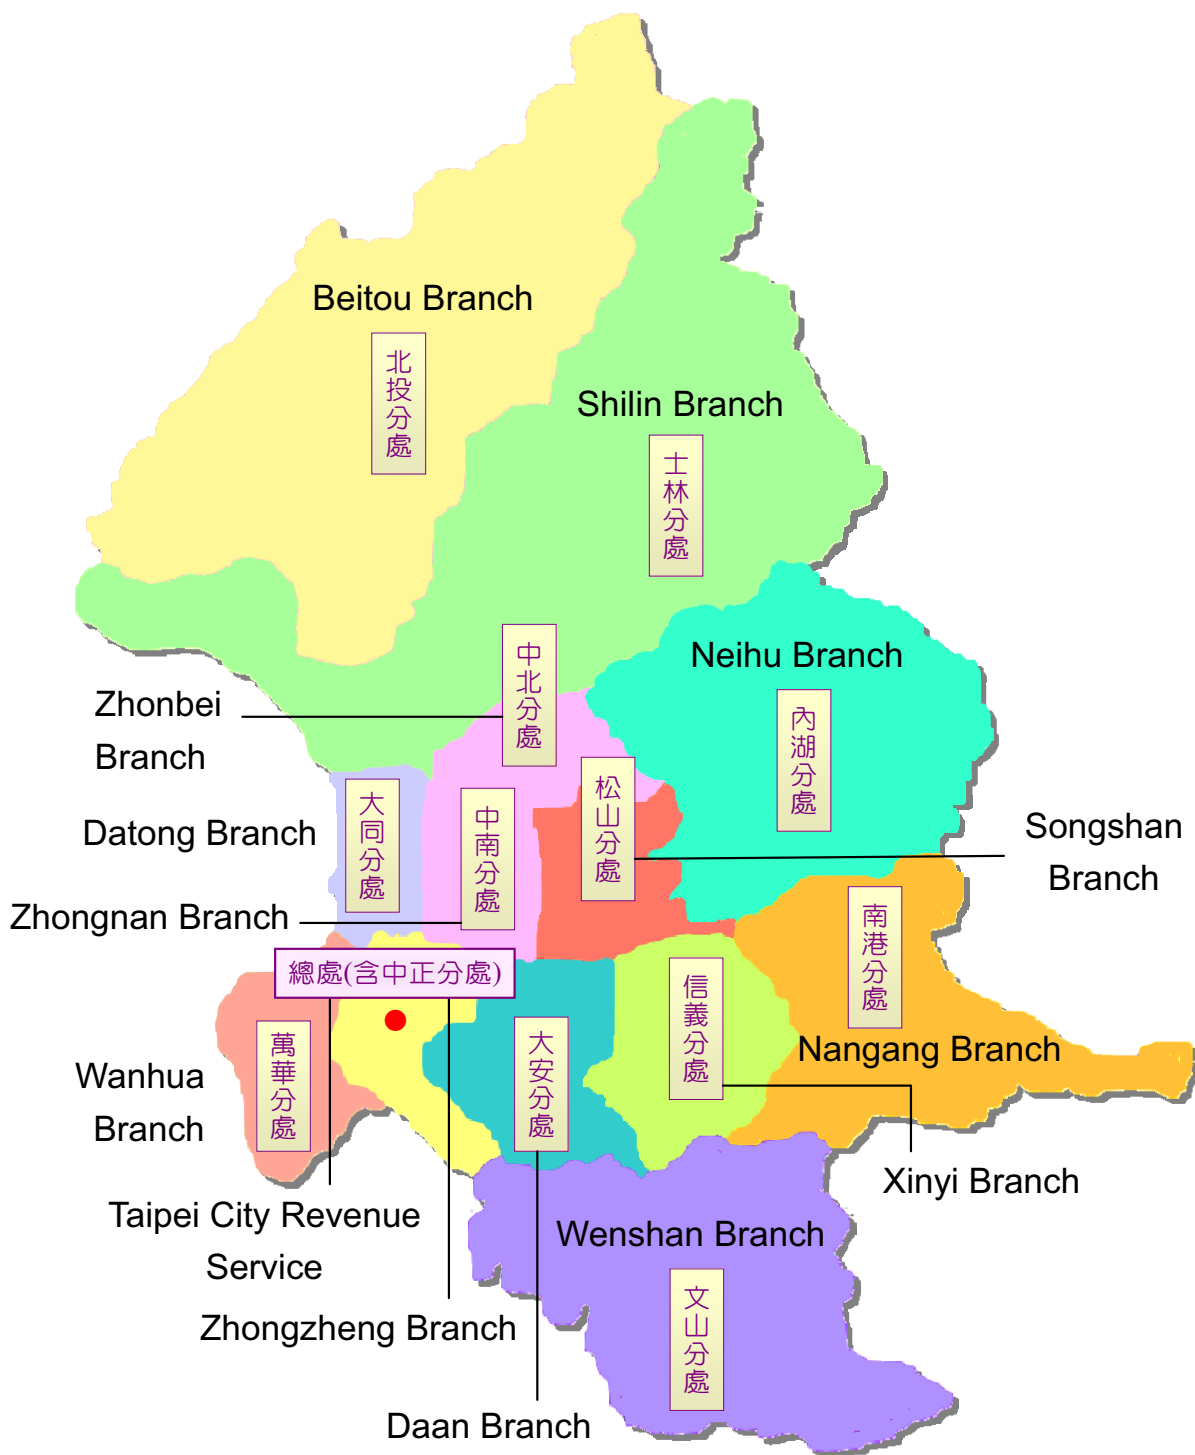 Beitou Branch
北投分處
Shilin Branch
士林分處
Neihu Branch
內湖分處
中北分處
Zhonbei
Branch
大同分處
Datong Branch
中南分處
Zhongnan Branch
松山分處
Songshan
Branch
南港分處
Nangang Branch
總處(含中正分處)
信義分處
Xinyi Branch
大安分處
萬華分處
Wanhua
Branch
Taipei City Revenue
Service
Zhongzheng Branch
Daan Branch
Wenshan Branch
文山分處